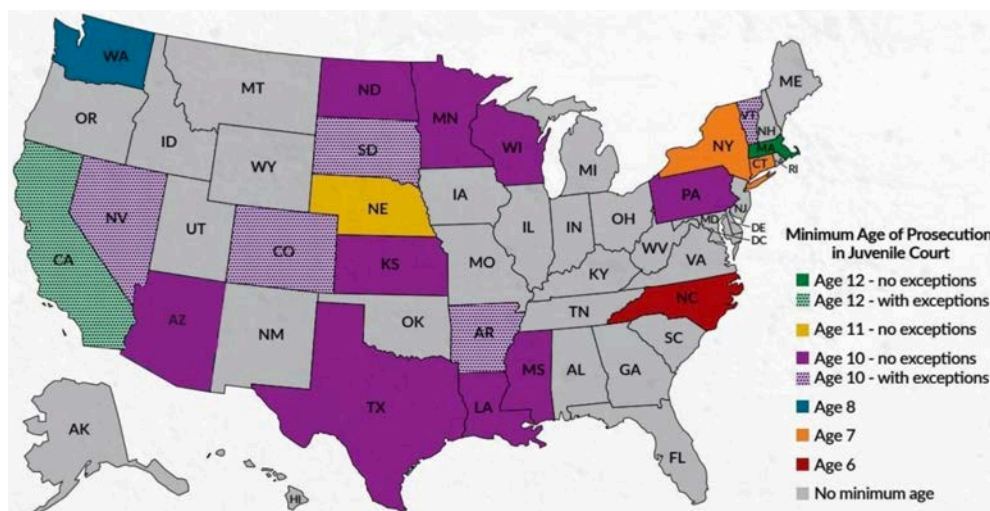 WA
MT
ND
MN
OR
ID
SD
WI
WY
MI
ME
VT
NH
NY
MA
CT
RI
NV
UT
CO
NE
IA
IL
IN
OH
PA
NJ
MD
DE
DC
CA
KS
MO
WV
VA
KY
AZ
NM
OK
AR
TN
NC
SC
TX
LA
MS
AL
GA
FL
AK
HI
Minimum Age of Prosecution
in Juvenile Court
Age 12 - no exceptions
Age 12 - with exceptions
Age 11 - no exceptions
Age 10 - no exceptions
Age 10 - with exceptions
Age 8
Age 7
Age 6
No minimum age